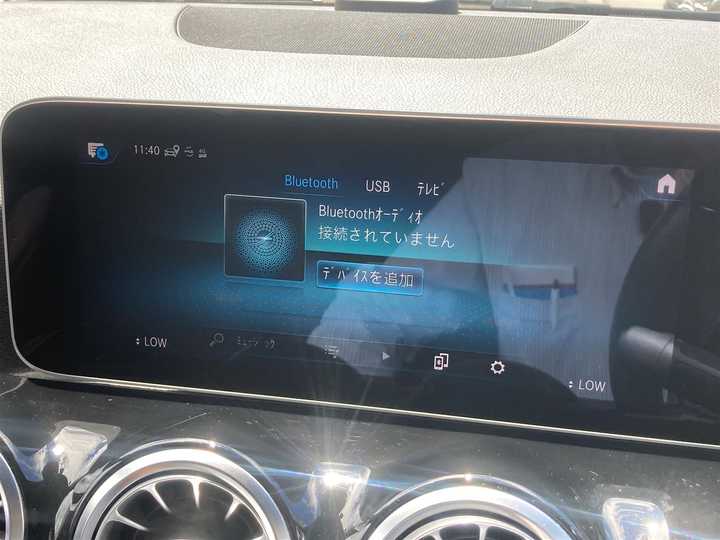 11:40
Bluetooth USB ﾃﾚﾋﾞ
Bluetoothｵｰﾃﾞｨｵ
接続されていません
ﾃﾞﾊﾞｲｽを追加
LOW ﾐｭｰｼﾞｯｸ
LOW